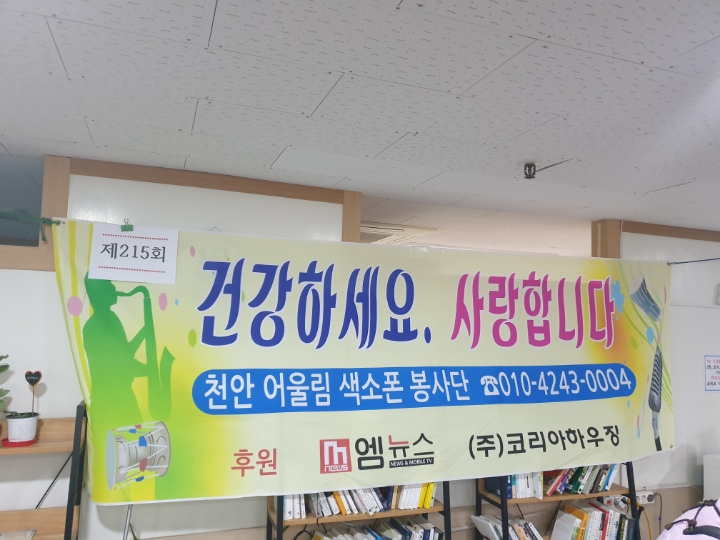 제215회
건강하세요. 사랑합니다
천안 어울림 색소폰 봉사단 ☎010-4243-0004
후원 m NEWS 엠뉴스 NEWS & MOBILE TV (주)코리아하우징